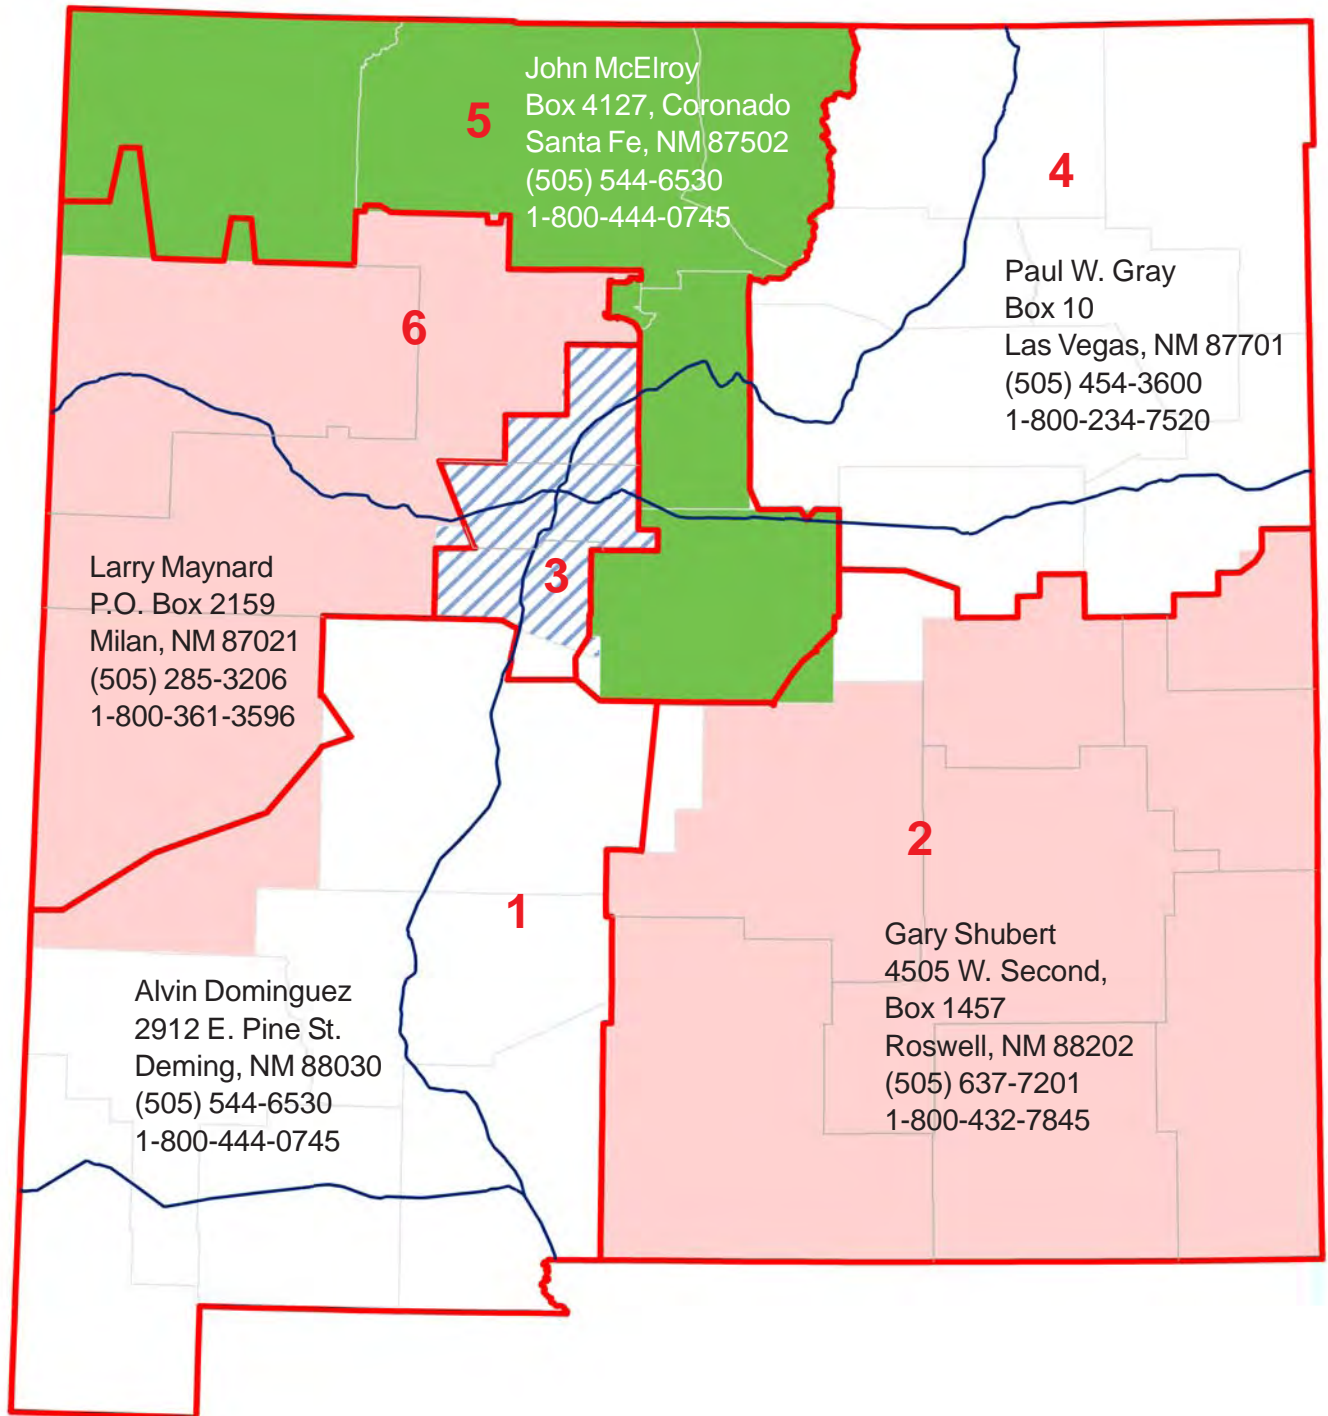 5
John McElroy
Box 4127, Coronado
Santa Fe, NM 87502
(505) 544-6530
1-800-444-0745
4
Paul W. Gray
Box 10
Las Vegas, NM 87701
(505) 454-3600
1-800-234-7520
6
Larry Maynard
P.O. Box 2159
Milan, NM 87021
(505) 285-3206
1-800-361-3596
3
2
Gary Shubert
4505 W. Second,
Box 1457
Roswell, NM 88202
(505) 637-7201
1-800-432-7845
1
Alvin Dominguez
2912 E. Pine St.
Deming, NM 88030
(505) 544-6530
1-800-444-0745